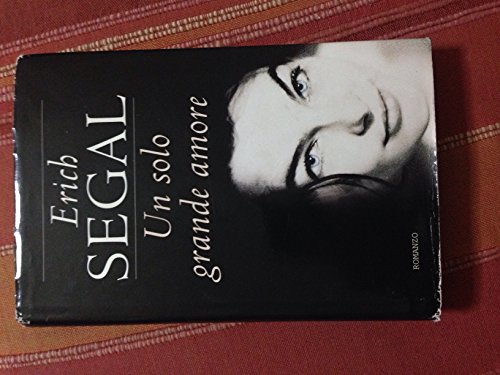 Erich
SEGAL
Un solo
grande amore
ROMANZO